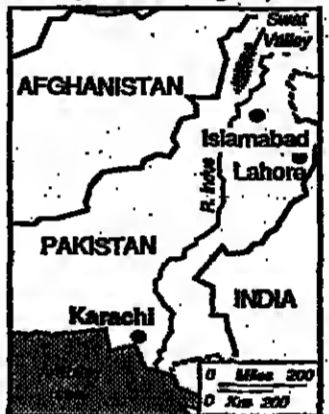 Swat
Valley
AFGHANISTAN
Islamabad
Lahore
R. Indus
PAKISTAN
INDIA
Karachi
0 Miles 200
0 Km 200